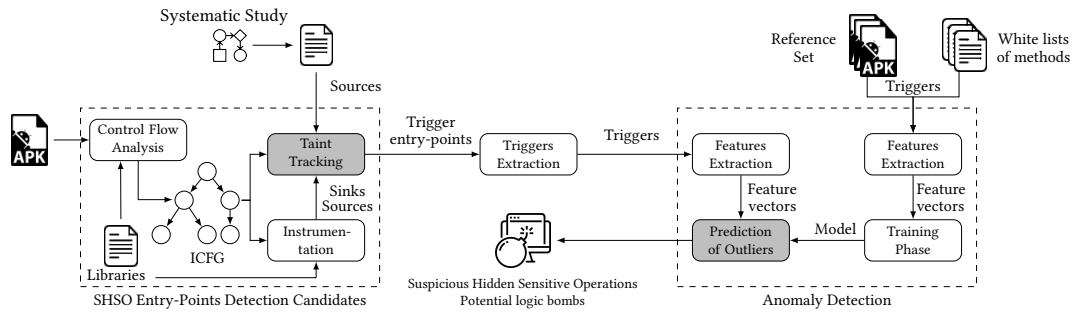 Systematic Study
Sources
Reference
Set
APK
White lists
of methods
Triggers
APK
Control Flow
Analysis
Taint
Tracking
Trigger
entry-points
Triggers
Extraction
Triggers
Features
Extraction
Features
Extraction
Sinks
Sources
Feature
vectors
Feature
vectors
ICFG
Instrumen-
tation
Prediction
of Outliers
Model
Training
Phase
Libraries
Suspicious Hidden Sensitive Operations
Potential logic bombs
SHSO Entry-Points Detection Candidates
Anomaly Detection